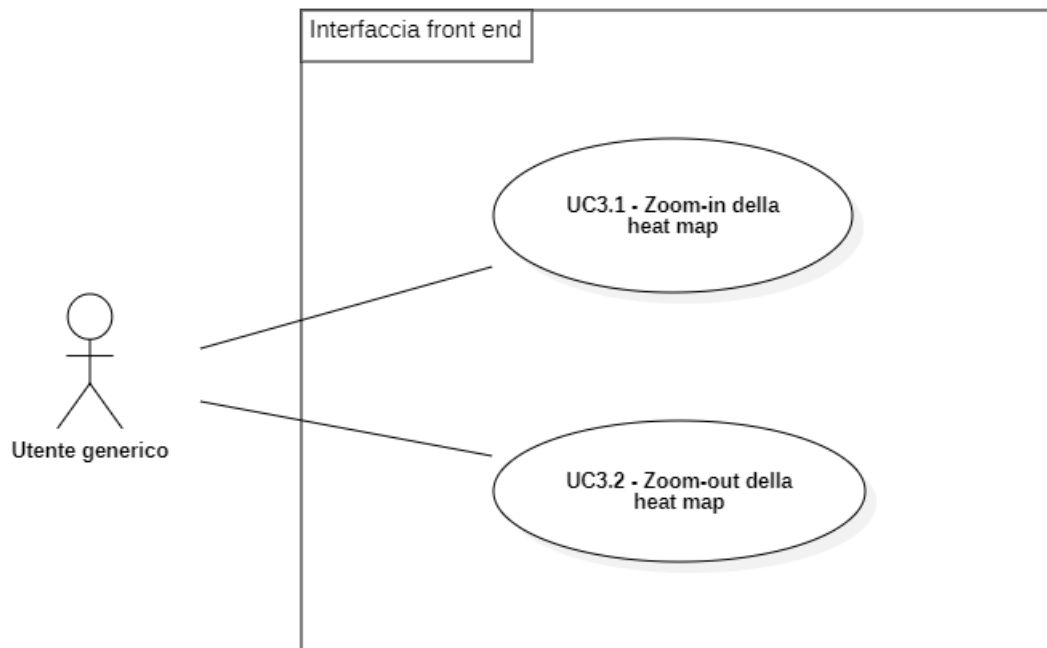 Interfaccia front end
UC3.1 - Zoom-in della
heat map
Utente generico
UC3.2 - Zoom-out della
heat map